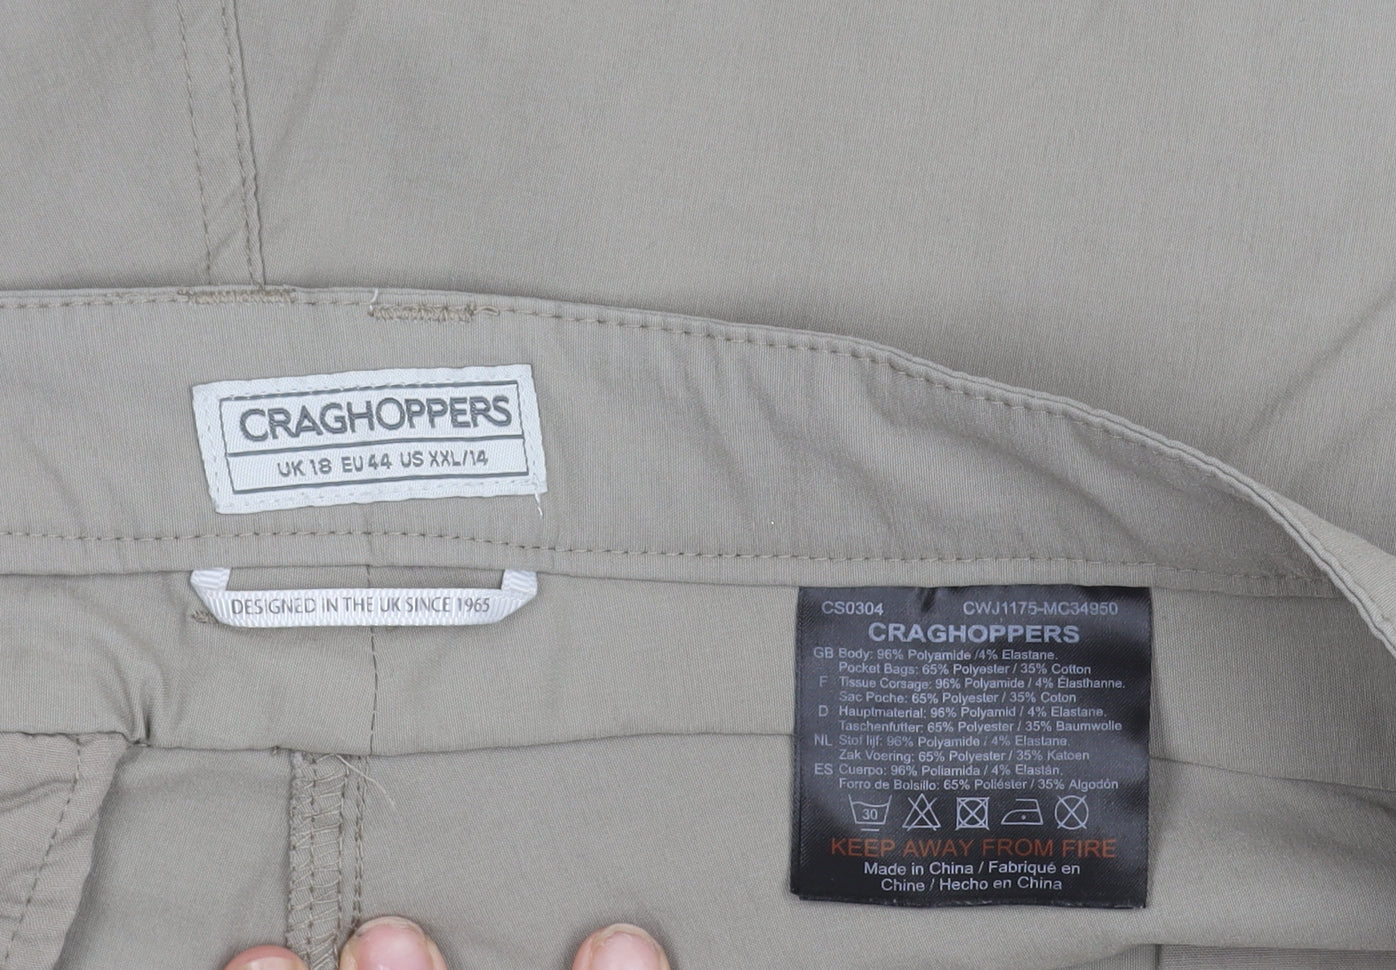 CRAGHOPPERS
UK 18 EU 44 US XXL/14
DESIGNED IN THE UK SINCE 1965
CS0304 CWJ1175-MC34950
CRAGHOPPERS
GB Body: 96% Polyamide /4% Elastane.
Pocket Bags: 65% Polyester / 35% Cotton
F Tissue Corsage: 96% Polyamide / 4% Élasthanne.
Sac Poche: 65% Polyester / 35% Coton
D Hauptmaterial: 96% Polyamid / 4% Elastane.
Taschenfutter: 65% Polyester / 35% Baumwolle
NL Stof lijf: 96% Polyamide / 4% Elastane.
Zak Voering: 65% Polyester / 35% Katoen
ES Cuerpo: 96% Poliamida / 4% Elastán.
Forro de Bolsillo: 65% Poliéster / 35% Algodón
30
KEEP AWAY FROM FIRE
Made in China / Fabriqué en
Chine / Hecho en China